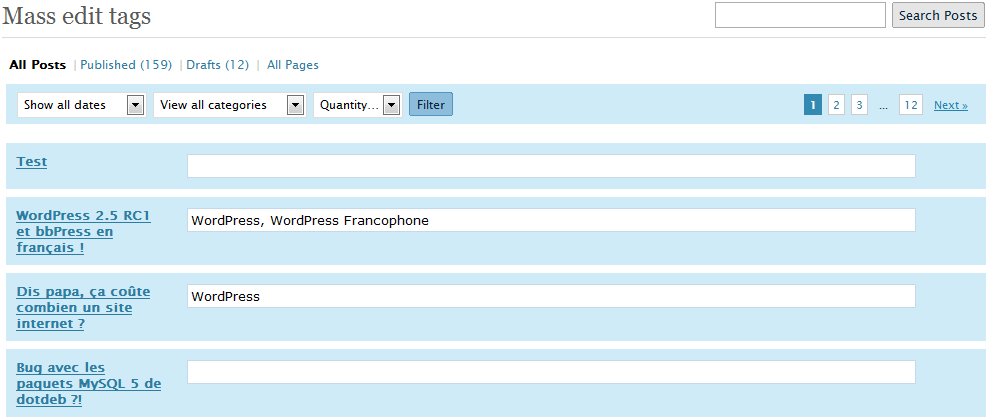 Mass edit tags
Search Posts
All Posts | Published (159) | Drafts (12) | All Pages
Show all dates View all categories Quantity... Filter 1 2 3 ... 12 Next »
Test
WordPress 2.5 RC1
et bbPress en
français !
WordPress, WordPress Francophone
Dis papa, ça coûte
combien un site
internet ?
WordPress
Bug avec les
paquets MySQL 5 de
dotdeb ?!